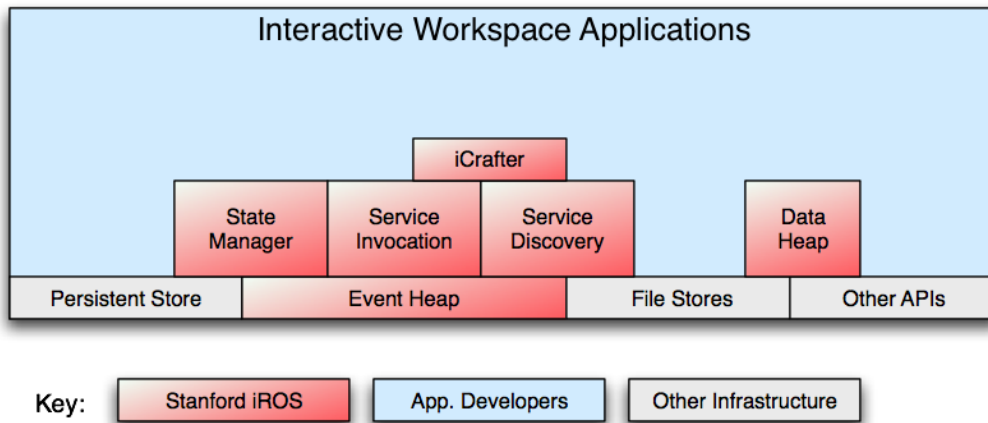 Interactive Workspace Applications
iCrafter
State
Manager
Service
Invocation
Service
Discovery
Data
Heap
Persistent Store
Event Heap
File Stores
Other APIs
Key:
Stanford iROS
App. Developers
Other Infrastructure